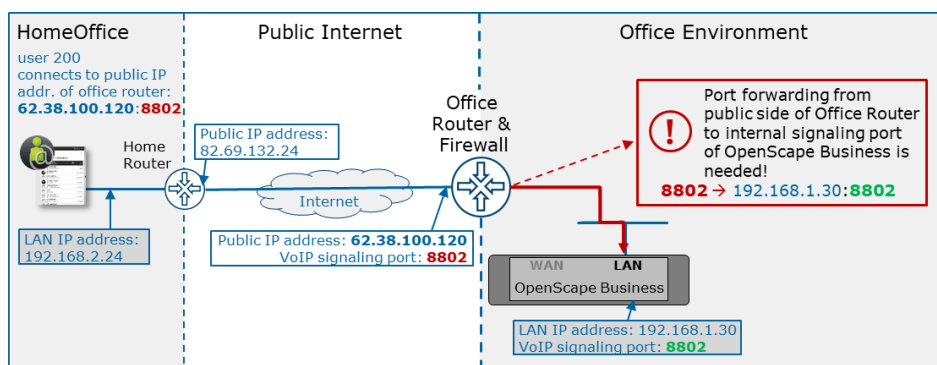 HomeOffice
user 200
connects to public IP
addr. of office router:
62.38.100.120:8802
Home
Router
LAN IP address:
192.168.2.24
Public Internet
Public IP address:
82.69.132.24
Internet
Public IP address: 62.38.100.120
VoIP signaling port: 8802
Office
Router &
Firewall
Office Environment
Port forwarding from
public side of Office Router
to internal signaling port
of OpenScape Business is
needed!
8802 → 192.168.1.30:8802
WAN LAN
OpenScape Business
LAN IP address: 192.168.1.30
VoIP signaling port: 8802